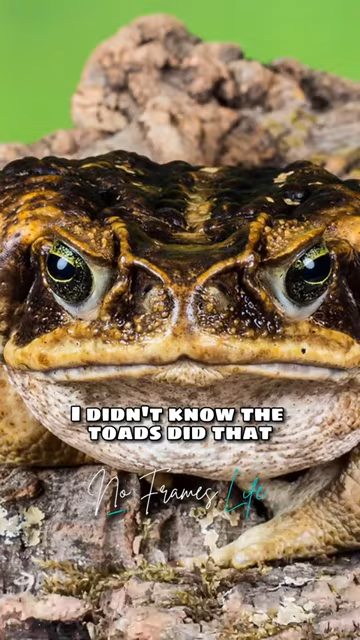 I DIDN'T KNOW THE
TOADS DID THAT
No Frames Life